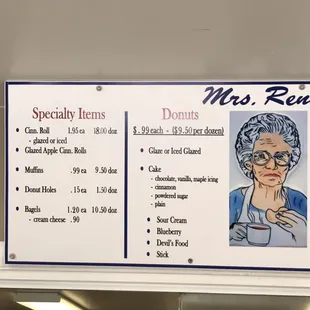 Mrs. Ren
Specialty Items
Cinn. Roll 1.95 ea 18.00 doz
- glazed or iced
Glazed Apple Cinn. Rolls
Muffins .99 ea 9.50 doz
Donut Holes .15 ea 1.50 doz
Bagels 1.20 ea 10.50 doz
- cream cheese .90
Donuts
$.99 each - ($9.50 per dozen)
Glaze or Iced Glazed
Cake
- chocolate, vanilla, maple icing
- cinnamon
- powdered sugar
- plain
Sour Cream
Blueberry
Devil's Food
Stick